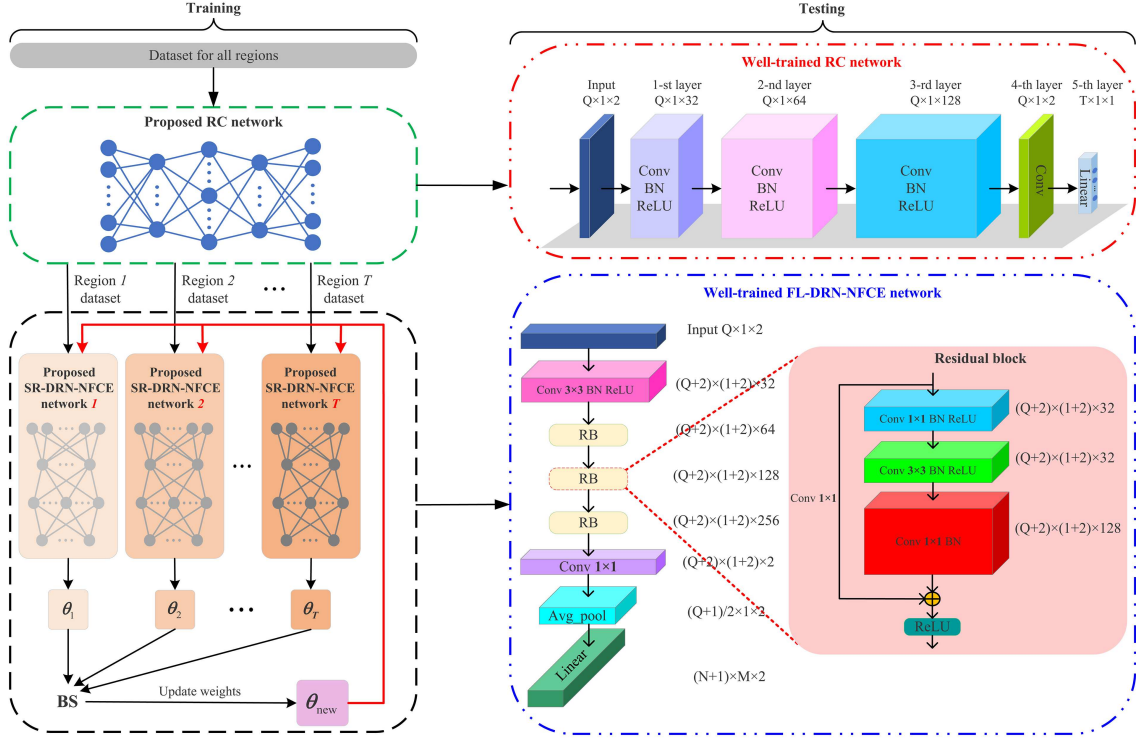 Training
Dataset for all regions
Proposed RC network
Region 1
dataset
Region 2
dataset
...
Region T
dataset
Proposed
SR-DRN-NFCE
network 1
Proposed
SR-DRN-NFCE
network 2
Proposed
SR-DRN-NFCE
network T
...
θ1
θ2
...
θT
BS
Update weights
θnew
Testing
Well-trained RC network
Input
Q×1×2
1-st layer
Q×1×32
2-nd layer
Q×1×64
3-rd layer
Q×1×128
4-th layer
Q×1×2
5-th layer
T×1×1
Conv
BN
ReLU
Conv
BN
ReLU
Conv
BN
ReLU
Conv
Linear
Well-trained FL-DRN-NFCE network
Input Q×1×2
Conv 3×3 BN ReLU
(Q+2)×(1+2)×32
RB
(Q+2)×(1+2)×64
RB
(Q+2)×(1+2)×128
RB
(Q+2)×(1+2)×256
Conv 1×1
(Q+2)×(1+2)×2
Avg_pool
(Q+1)/2×1×2
Linear
(N+1)×M×2
Residual block
Conv 1×1 BN ReLU
(Q+2)×(1+2)×32
Conv 3×3 BN ReLU
(Q+2)×(1+2)×32
Conv 1×1
Conv 1×1 BN
(Q+2)×(1+2)×128
ReLU